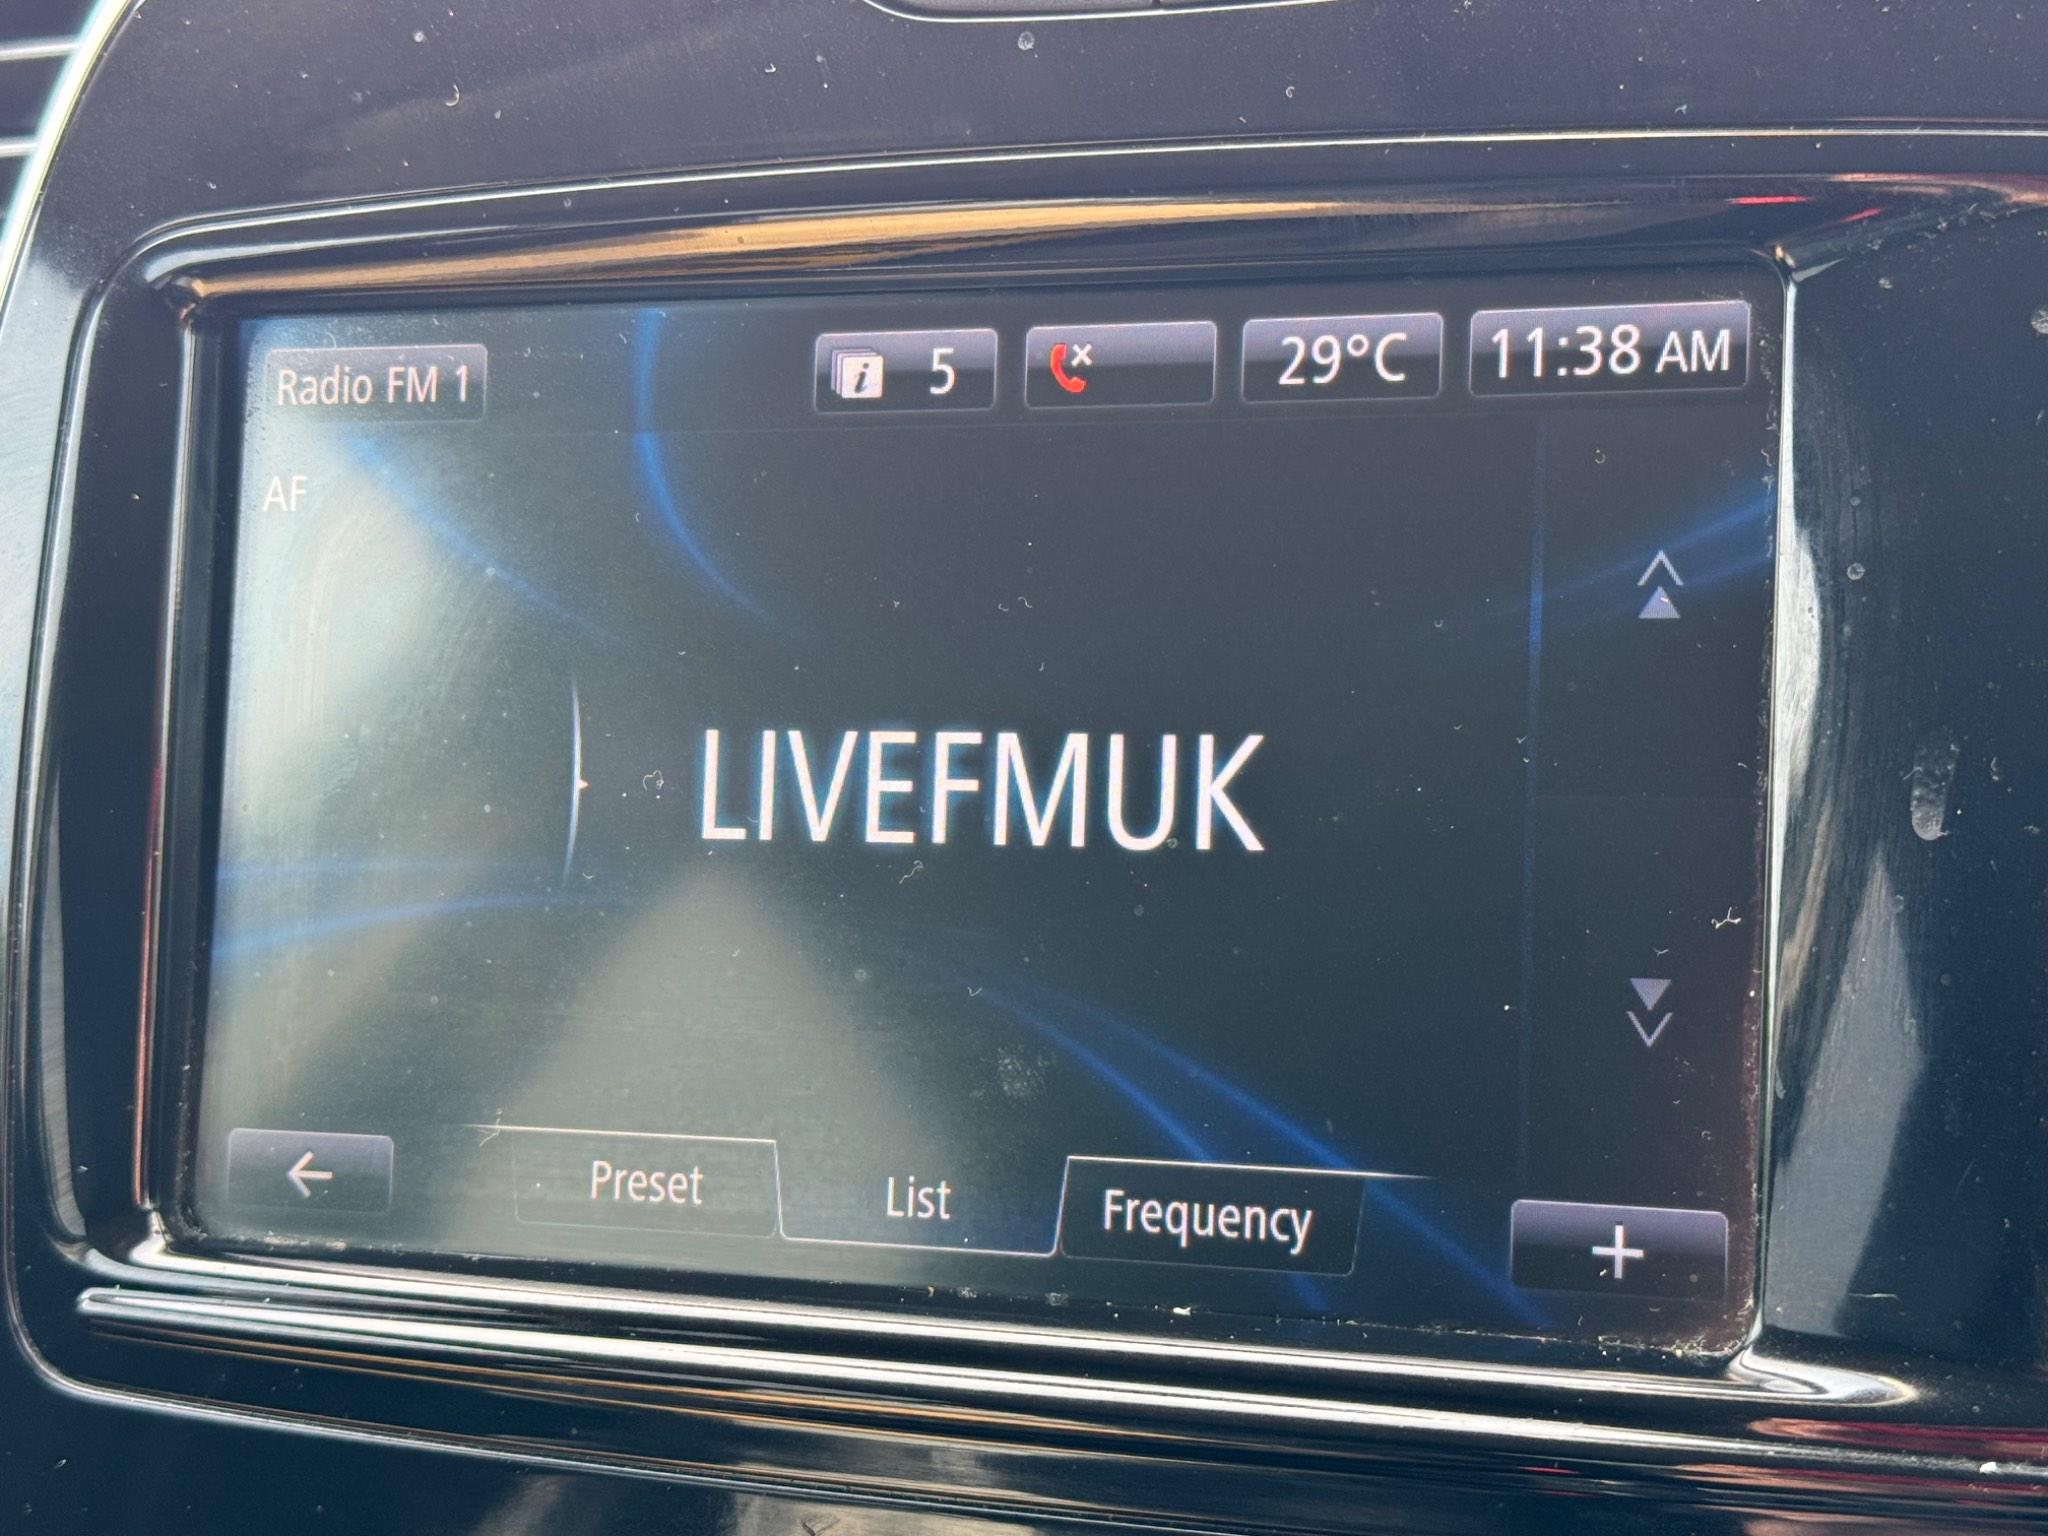 Radio FM 1
i 5
29°C
11:38 AM
AF
LIVEFMUK
Preset
List
Frequency